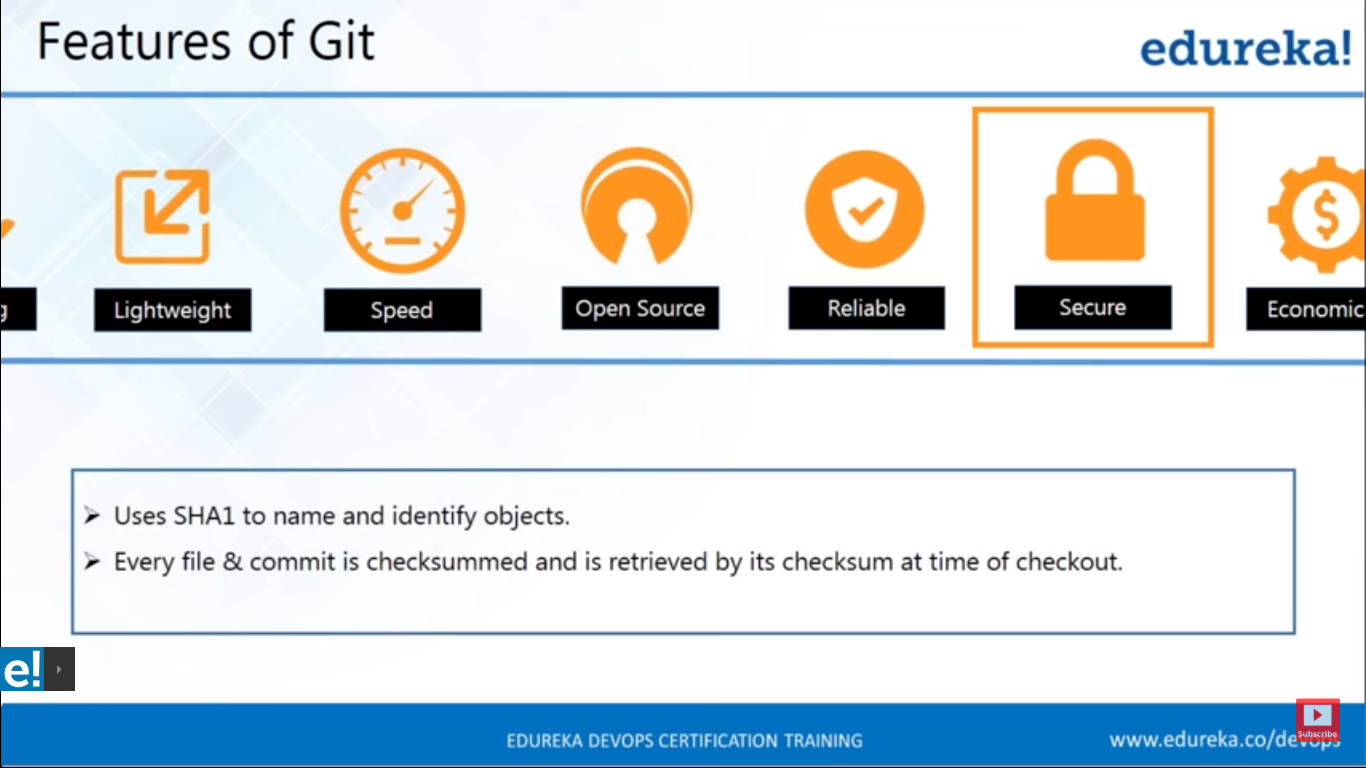 Features of Git
edureka!
g
Lightweight
Speed
Open Source
Reliable
Secure
Economic
➢ Uses SHA1 to name and identify objects.
➢ Every file & commit is checksummed and is retrieved by its checksum at time of checkout.
e!
EDUREKA DEVOPS CERTIFICATION TRAINING
www.edureka.co/devops
Subscribe